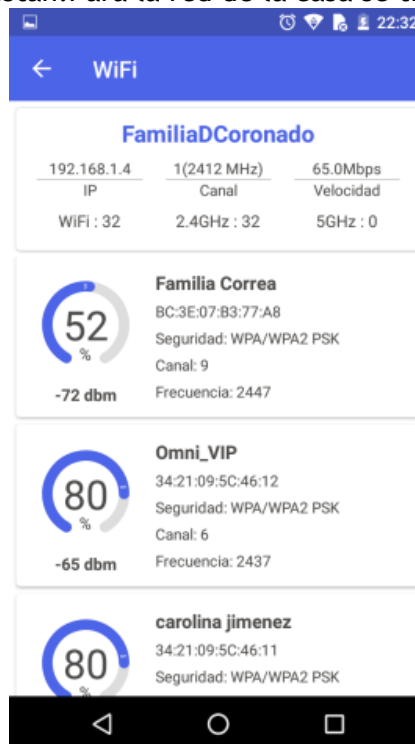 22:32
WiFi
FamiliaDCoronado
192.168.1.4 1(2412 MHz) 65.0Mbps
IP Canal Velocidad
WiFi : 32 2.4GHz : 32 5GHz : 0
Familia Correa
52
%
-72 dbm
BC:3E:07:B3:77:A8
Seguridad: WPA/WPA2 PSK
Canal: 9
Frecuencia: 2447
Omni_VIP
80
%
-65 dbm
34:21:09:5C:46:12
Seguridad: WPA/WPA2 PSK
Canal: 6
Frecuencia: 2437
carolina jimenez
80
%
34:21:09:5C:46:11
Seguridad: WPA/WPA2 PSK